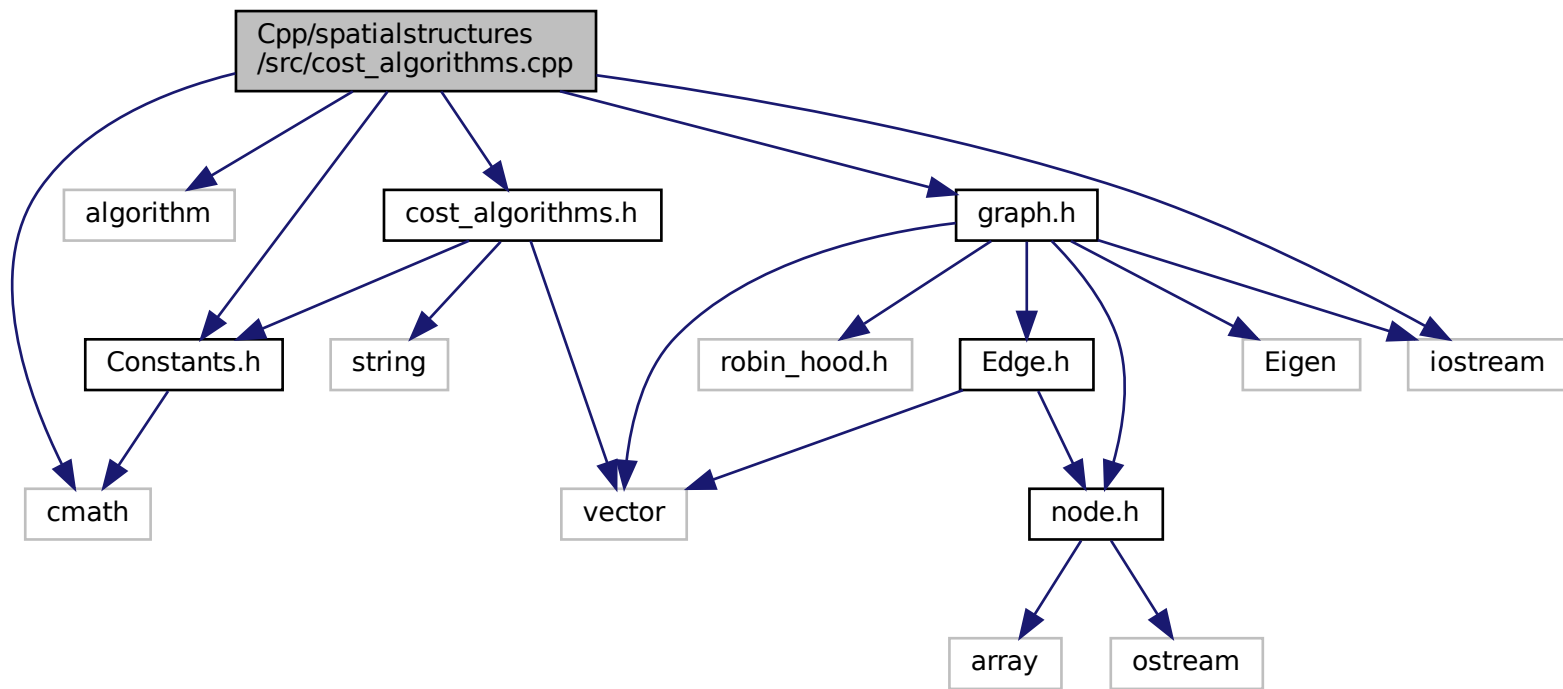 Cpp/spatialstructures
/src/cost_algorithms.cpp
algorithm
cost_algorithms.h
graph.h
Constants.h
string
robin_hood.h
Edge.h
Eigen
iostream
cmath
vector
node.h
array
ostream